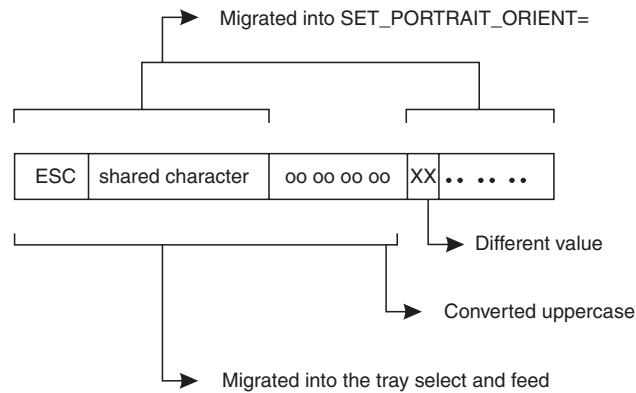 Migrated into SET_PORTRAIT_ORIENT=
ESC shared character oo oo oo oo XX .. .. ..
Different value
Converted uppercase
Migrated into the tray select and feed